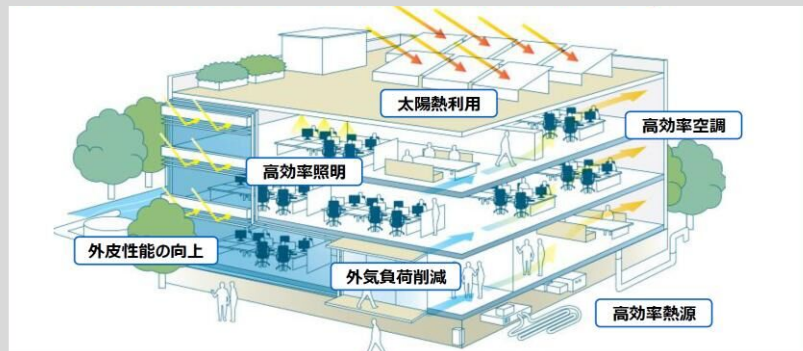 太陽熱利用
高効率空調
高効率照明
外皮性能の向上
外気負荷削減
高効率熱源